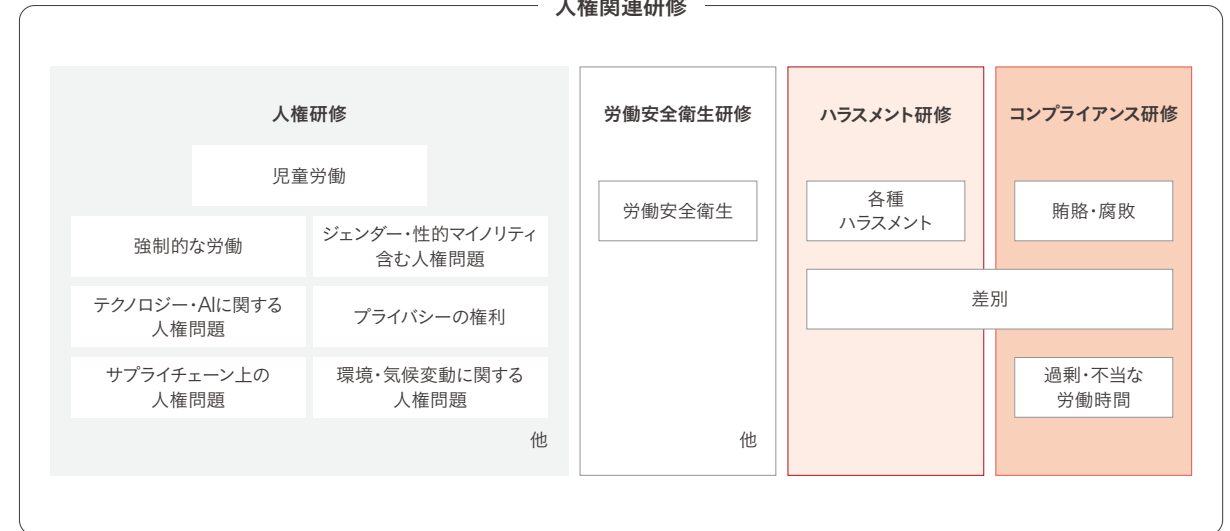 人権関連研修
人権研修
児童労働
強制的な労働
ジェンダー・性的マイノリティ
含む人権問題
テクノロジー・AIに関する
人権問題
プライバシーの権利
サプライチェーン上の
人権問題
環境・気候変動に関する
人権問題
他
労働安全衛生研修
労働安全衛生
他
ハラスメント研修
各種
ハラスメント
コンプライアンス研修
賄賂・腐敗
差別
過剰・不当な
労働時間